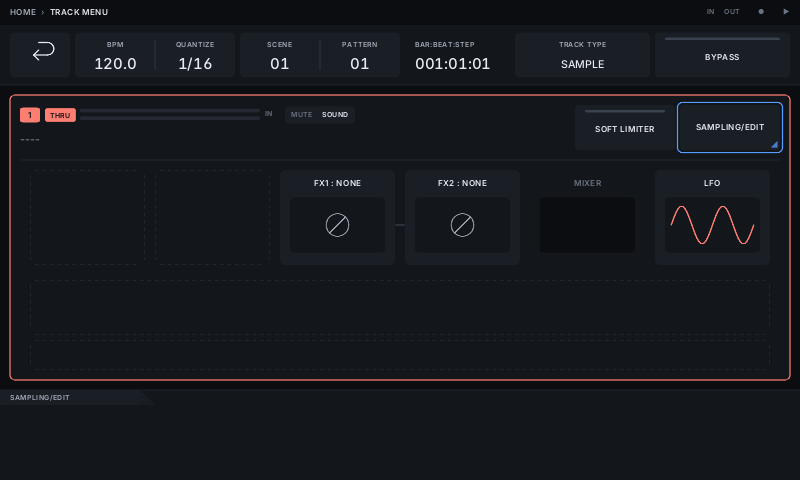 HOME › TRACK MENU
IN OUT
BPM QUANTIZE SCENE PATTERN BAR:BEAT:STEP TRACK TYPE
120.0 1/16 01 01 001:01:01 SAMPLE BYPASS
1 THRU IN MUTE SOUND
SOFT LIMITER SAMPLING/EDIT
----
FX1 : NONE FX2 : NONE MIXER LFO
SAMPLING/EDIT